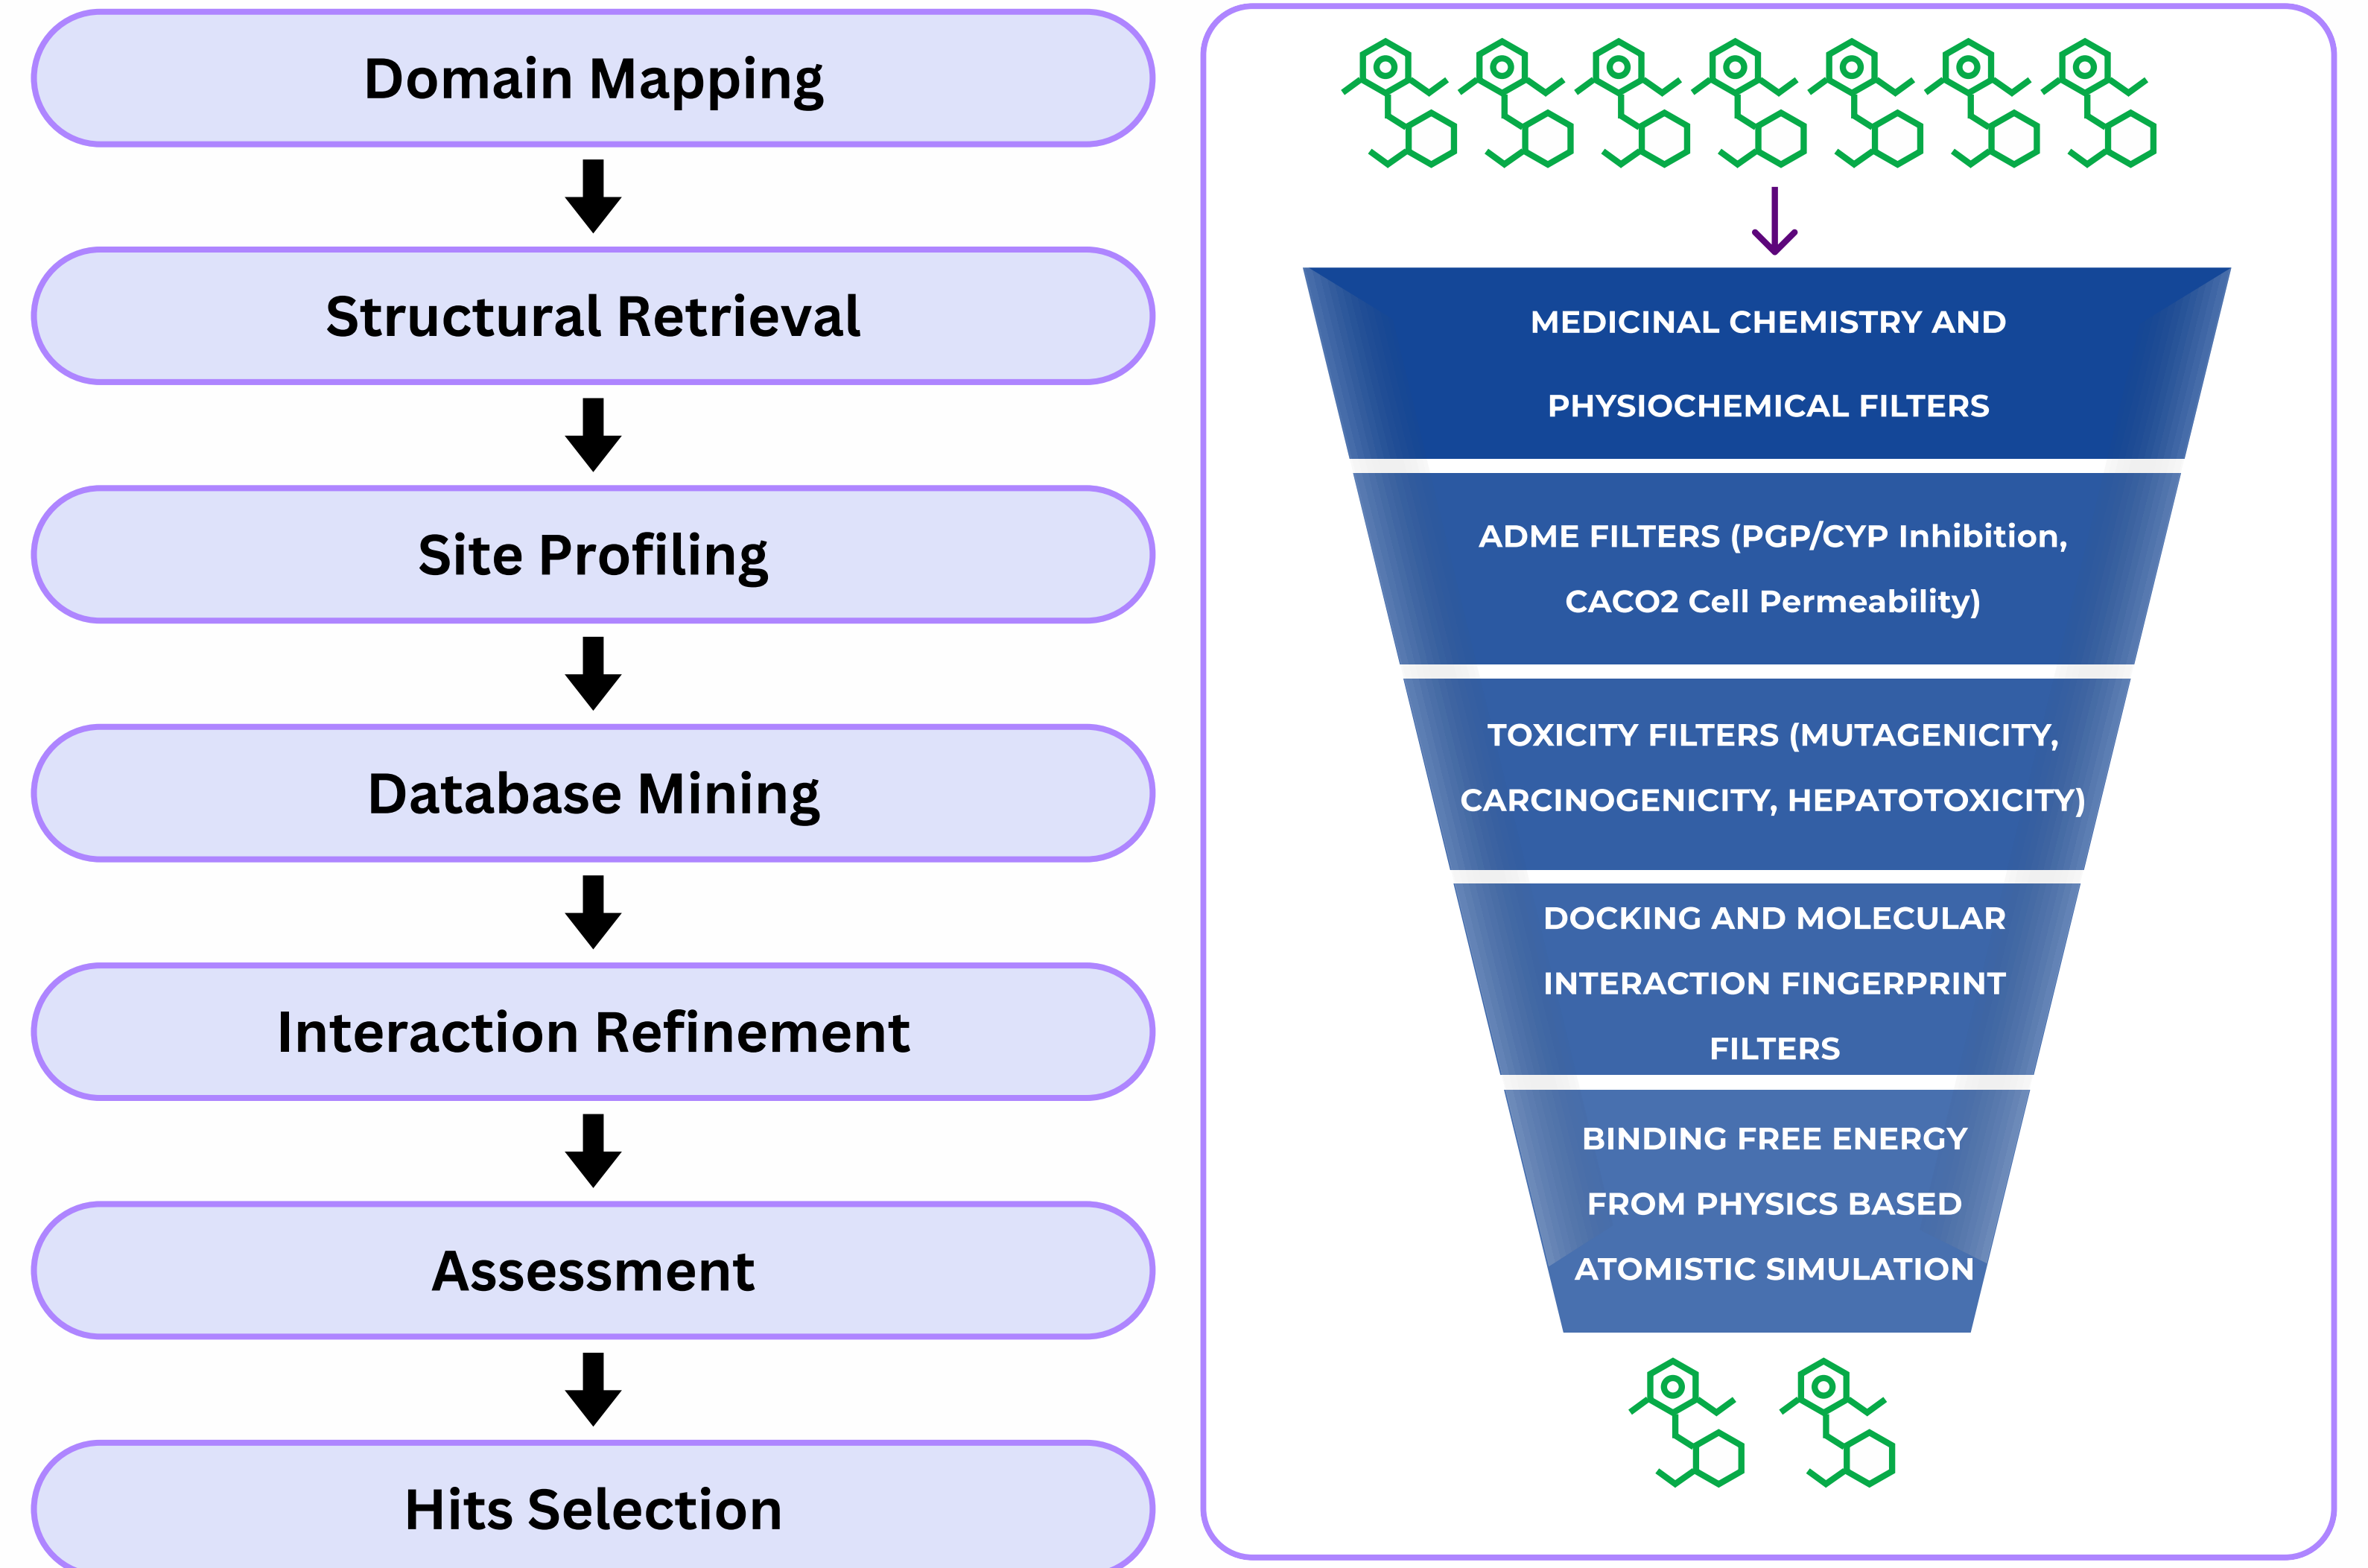 Domain Mapping
Structural Retrieval
Site Profiling
Database Mining
Interaction Refinement
Assessment
Hits Selection
MEDICINAL CHEMISTRY AND
PHYSIOCHEMICAL FILTERS
ADME FILTERS (PGP/CYP Inhibition,
CACO2 Cell Permeability)
TOXICITY FILTERS (MUTAGENICITY,
CARCINOGENICITY, HEPATOTOXICITY)
DOCKING AND MOLECULAR
INTERACTION FINGERPRINT
FILTERS
BINDING FREE ENERGY
FROM PHYSICS BASED
ATOMISTIC SIMULATION